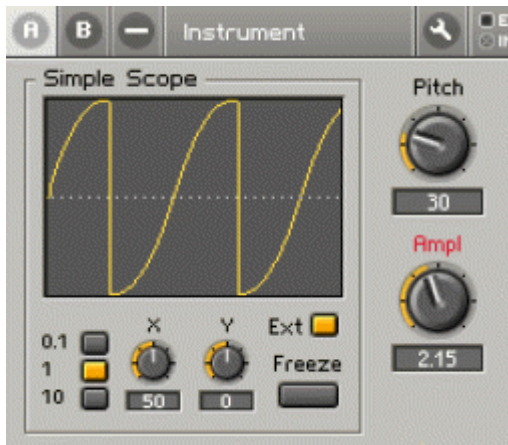 A B Instrument
Simple Scope
Pitch
30
Ampl
2.15
X Y Ext
0.1
1
Freeze
10
50 0